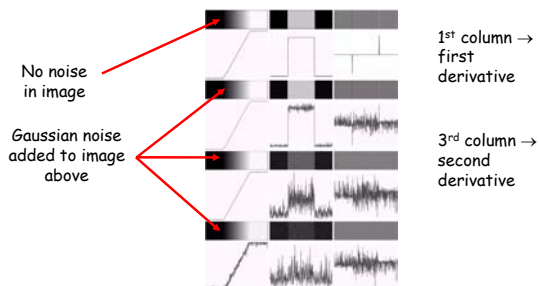 No noise
in image
Gaussian noise
added to image
above
1st column →
first
derivative
3rd column →
second
derivative